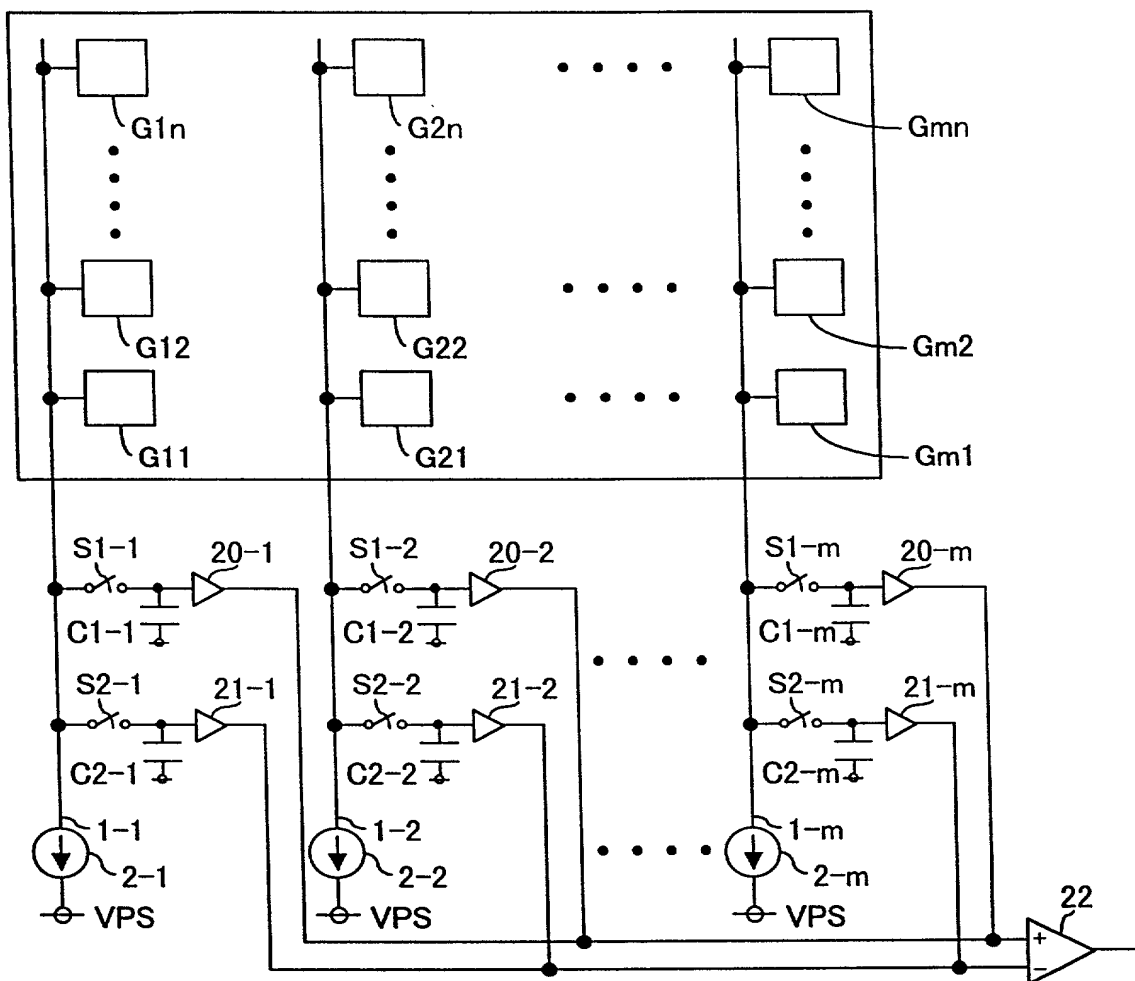 G1n G2n Gmn
G12 G22 Gm2
G11 G21 Gm1
S1-1 20-1 S1-2 20-2 S1-m 20-m
C1-1 C1-2 C1-m
S2-1 21-1 S2-2 21-2 S2-m 21-m
C2-1 C2-2 C2-m
1-1 1-2 1-m
2-1 2-2 2-m
VPS VPS VPS 22
+
−